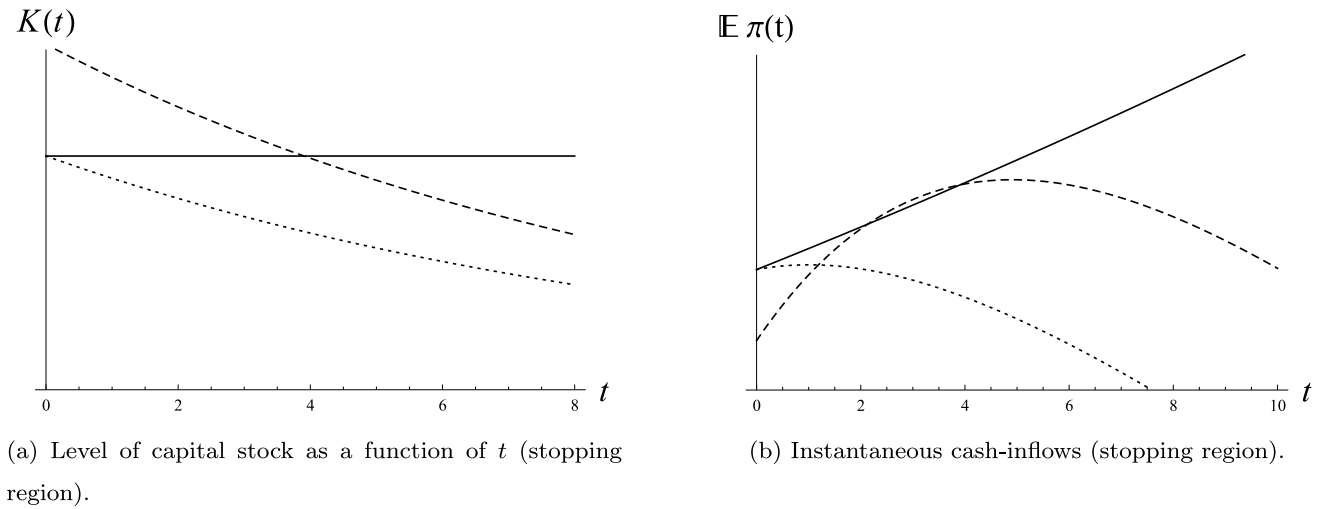 K(t)
𝔼 π(t)
0 2 4 6 8 t
0 2 4 6 8 10 t
(a) Level of capital stock as a function of t (stopping
region).
(b) Instantaneous cash-inflows (stopping region).